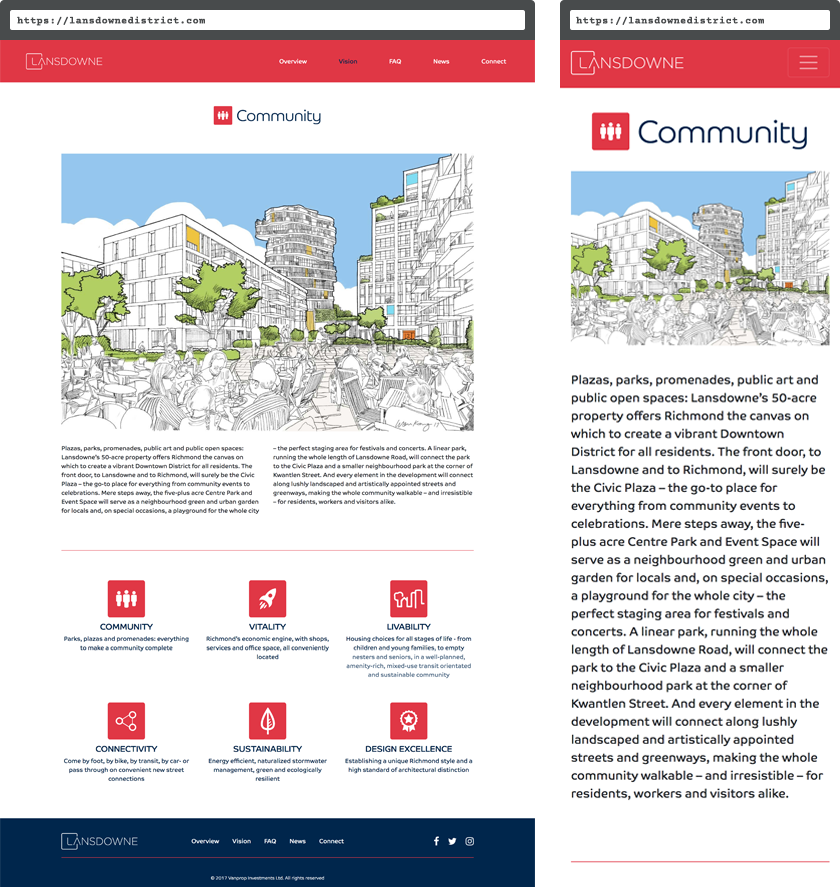 https://lansdownedistrict.com
LANSDOWNE
Overview Vision FAQ News Connect
Community
Plazas, parks, promenades, public art and public open spaces:
Lansdowne’s 50-acre property offers Richmond the canvas on
which to create a vibrant Downtown District for all residents. The
front door, to Lansdowne and to Richmond, will surely be the Civic
Plaza – the go-to place for everything from community events to
celebrations. Mere steps away, the five-plus acre Centre Park and
Event Space will serve as a neighbourhood green and urban garden
for locals and, on special occasions, a playground for the whole city
– the perfect staging area for festivals and concerts. A linear park,
running the whole length of Lansdowne Road, will connect the park
to the Civic Plaza and a smaller neighbourhood park at the corner of
Kwantlen Street. And every element in the development will connect
along lushly landscaped and artistically appointed streets and
greenways, making the whole community walkable – and irresistible
– for residents, workers and visitors alike.
COMMUNITY
Parks, plazas and promenades: everything
to make a community complete
VITALITY
Richmond’s economic engine, with shops,
services and office space, all conveniently
located
LIVABILITY
Housing choices for all stages of life - from
children and young families, to empty
nesters and seniors, in a well-planned,
amenity-rich, mixed-use transit orientated
and sustainable community
CONNECTIVITY
Come by foot, by bike, by transit, by car- or
pass through on convenient new street
connections
SUSTAINABILITY
Energy efficient, naturalized stormwater
management, green and ecologically
resilient
DESIGN EXCELLENCE
Establishing a unique Richmond style and a
high standard of architectural distinction
LANSDOWNE
Overview Vision FAQ News Connect
© 2017 Vanprop Investments Ltd. All rights reserved
https://lansdownedistrict.com
LANSDOWNE
Community
Plazas, parks, promenades, public art and
public open spaces: Lansdowne’s 50-acre
property offers Richmond the canvas on
which to create a vibrant Downtown
District for all residents. The front door, to
Lansdowne and to Richmond, will surely be
the Civic Plaza – the go-to place for
everything from community events to
celebrations. Mere steps away, the five-
plus acre Centre Park and Event Space will
serve as a neighbourhood green and urban
garden for locals and, on special occasions,
a playground for the whole city – the
perfect staging area for festivals and
concerts. A linear park, running the whole
length of Lansdowne Road, will connect the
park to the Civic Plaza and a smaller
neighbourhood park at the corner of
Kwantlen Street. And every element in the
development will connect along lushly
landscaped and artistically appointed
streets and greenways, making the whole
community walkable – and irresistible – for
residents, workers and visitors alike.